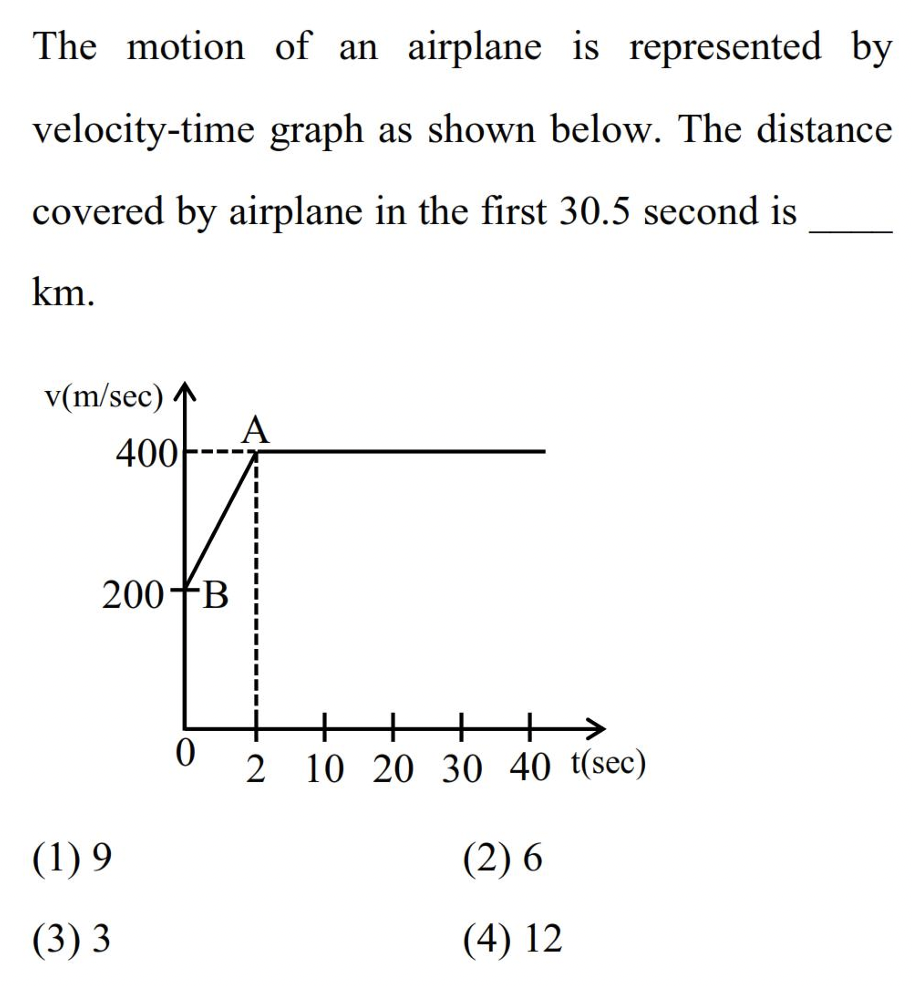 The motion of an airplane is represented by
velocity-time graph as shown below. The distance
covered by airplane in the first 30.5 second is ____
km.
v(m/sec)
A
400
200
B
0
2 10 20 30 40 t(sec)
(1) 9 (2) 6
(3) 3 (4) 12